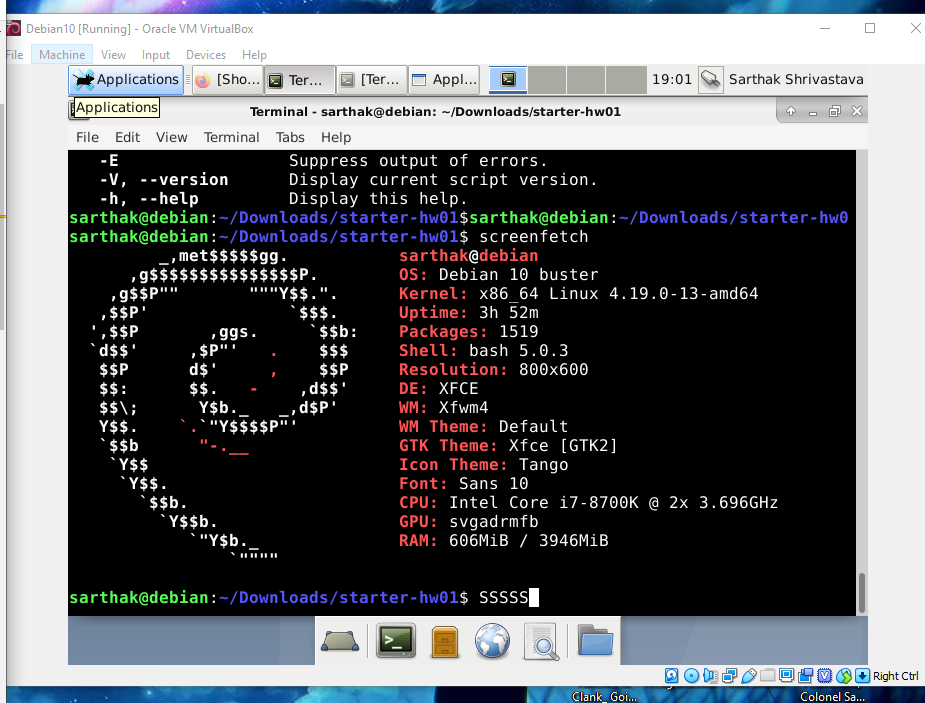 Debian10 [Running] - Oracle VM VirtualBox
File Machine View Input Devices Help
Applications [Sho... Ter... [Ter... Appl... 19:01 Sarthak Shrivastava
Applications
Terminal - sarthak@debian: ~/Downloads/starter-hw01
File Edit View Terminal Tabs Help
-E Suppress output of errors.
-V, --version Display current script version.
-h, --help Display this help.
sarthak@debian:~/Downloads/starter-hw01$sarthak@debian:~/Downloads/starter-hw0
sarthak@debian:~/Downloads/starter-hw01$ screenfetch
_,met$$$$$gg. sarthak@debian
,g$$$$$$$$$$$$$$$P. OS: Debian 10 buster
,g$$P"" """Y$$.". Kernel: x86_64 Linux 4.19.0-13-amd64
,$$P' `$$$. Uptime: 3h 52m
',$$P ,ggs. `$$b: Packages: 1519
`d$$' ,$P"' . $$$ Shell: bash 5.0.3
$$P d$' , $$P Resolution: 800x600
$$: $$. - ,d$$' DE: XFCE
$$\; Y$b._ _,d$P' WM: Xfwm4
Y$$. `.`"Y$$$$P"' WM Theme: Default
`$$b "-.__ GTK Theme: Xfce [GTK2]
`Y$$ Icon Theme: Tango
`Y$$. Font: Sans 10
`$$b. CPU: Intel Core i7-8700K @ 2x 3.696GHz
`Y$$b. GPU: svgadrmfb
`"Y$b._ RAM: 606MiB / 3946MiB
`""""
sarthak@debian:~/Downloads/starter-hw01$ SSSSS
Right Ctrl
Clank_Goi... Colonel Sa...